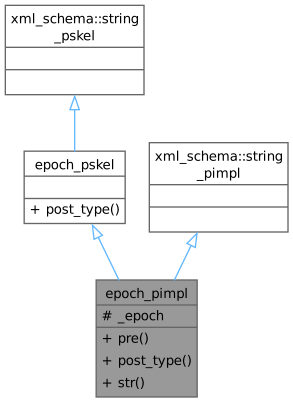 xml_schema::string
_pskel
epoch_pskel
+ post_type()
xml_schema::string
_pimpl
epoch_pimpl
# _epoch
+ pre()
+ post_type()
+ str()